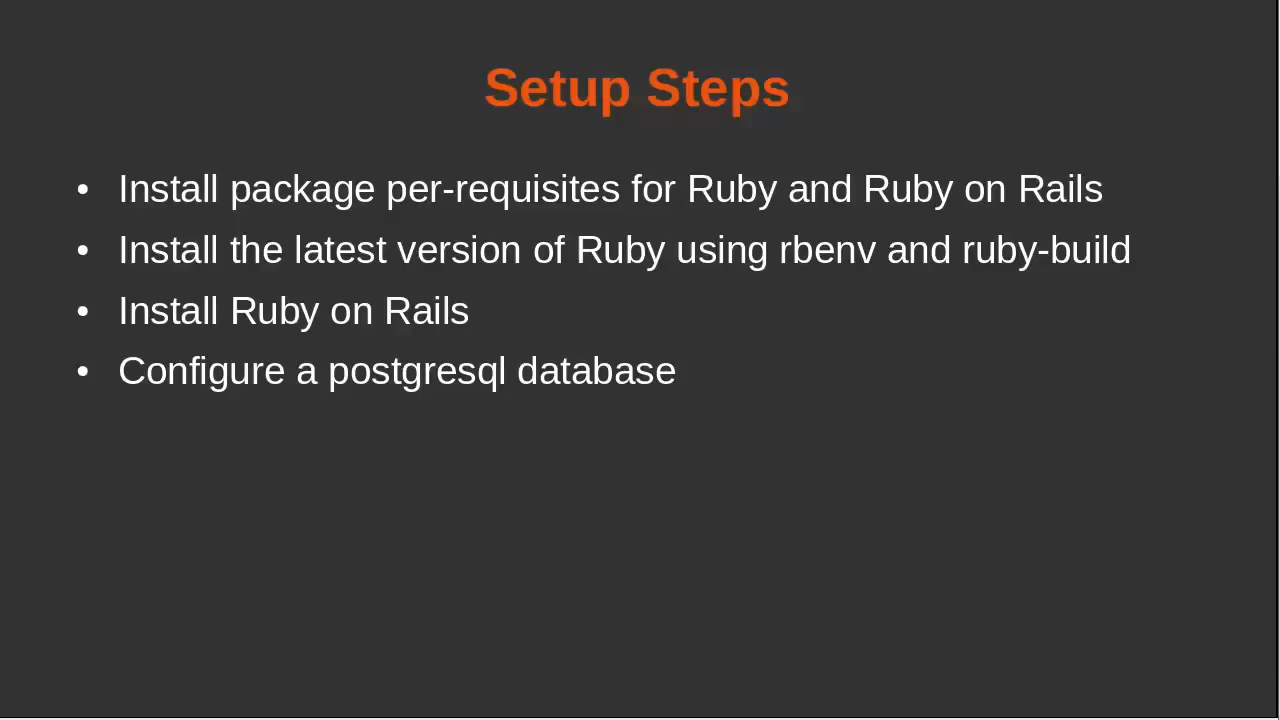 Setup Steps
• Install package per-requisites for Ruby and Ruby on Rails
• Install the latest version of Ruby using rbenv and ruby-build
• Install Ruby on Rails
• Configure a postgresql database